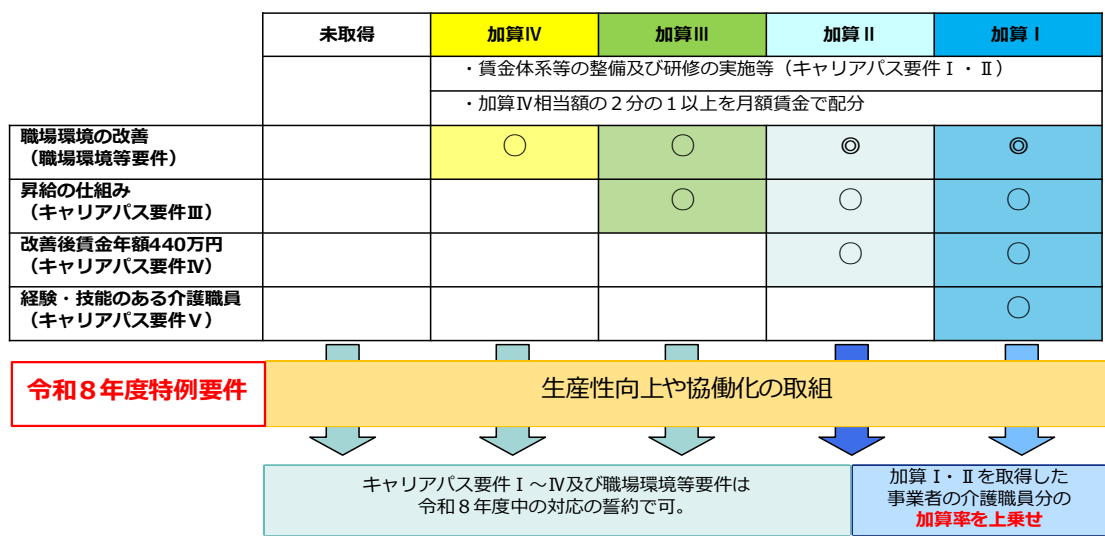 未取得 加算Ⅳ 加算Ⅲ 加算Ⅱ 加算Ⅰ
・賃金体系等の整備及び研修の実施等（キャリアパス要件Ⅰ・Ⅱ）
・加算Ⅳ相当額の２分の１以上を月額賃金で配分
職場環境の改善
（職場環境等要件） ○ ○ ◎ ◎
昇給の仕組み
（キャリアパス要件Ⅲ） ○ ○ ○
改善後賃金年額440万円
（キャリアパス要件Ⅳ） ○ ○
経験・技能のある介護職員
（キャリアパス要件Ⅴ） ○
令和８年度特例要件 生産性向上や協働化の取組
キャリアパス要件Ⅰ～Ⅳ及び職場環境等要件は
令和８年度中の対応の誓約で可。
加算Ⅰ・Ⅱを取得した
事業者の介護職員分の
加算率を上乗せ